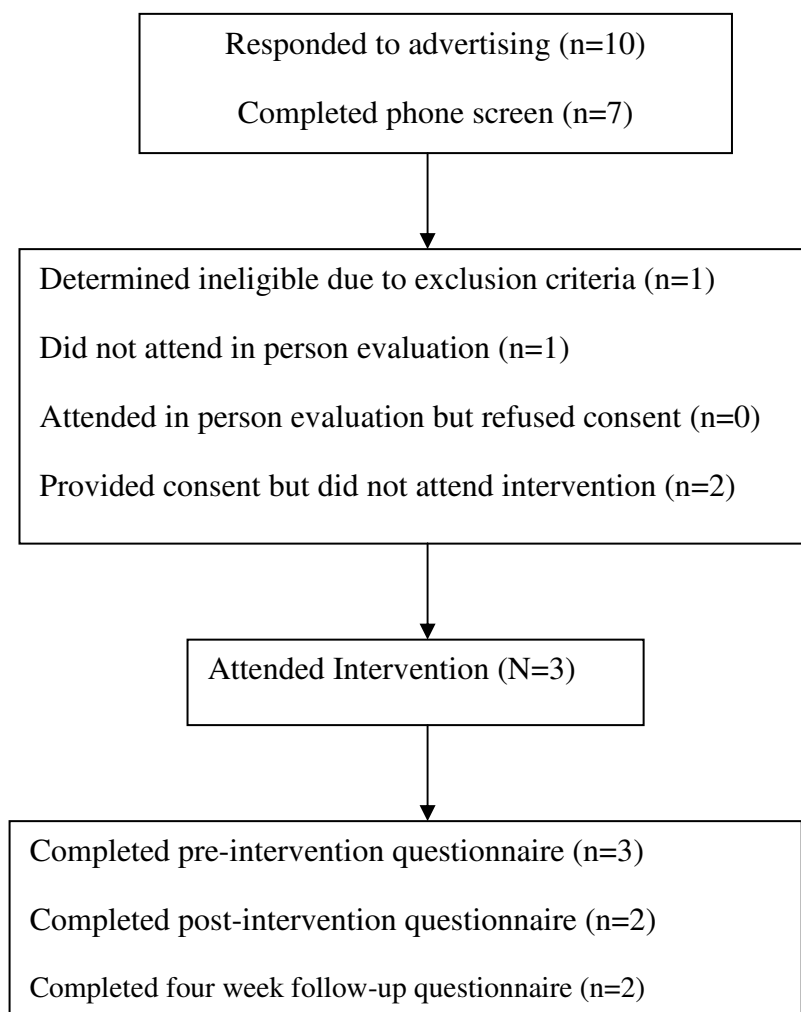 Responded to advertising (n=10)
Completed phone screen (n=7)
Determined ineligible due to exclusion criteria (n=1)
Did not attend in person evaluation (n=1)
Attended in person evaluation but refused consent (n=0)
Provided consent but did not attend intervention (n=2)
Attended Intervention (N=3)
Completed pre-intervention questionnaire (n=3)
Completed post-intervention questionnaire (n=2)
Completed four week follow-up questionnaire (n=2)